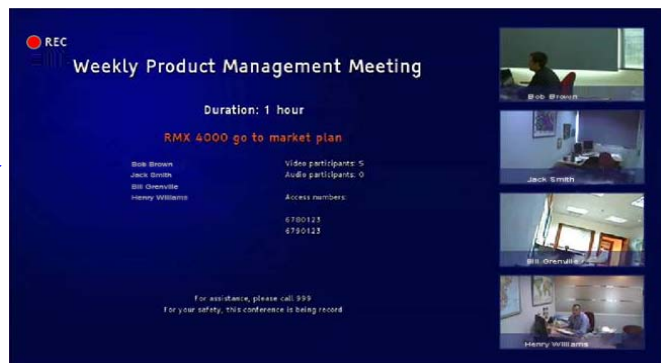 REC
Weekly Product Management Meeting
Duration: 1 hour
RMX 4000 go to market plan
Bob Brown
Jack Smith
Bill Grenville
Henry Williams
Video participants: 5
Audio participants: 0
Access numbers:
6780123
6790123
For assistance, please call 999
For your safety, this conference is being record
Bob Brown
Jack Smith
Bill Grenville
Henry Williams